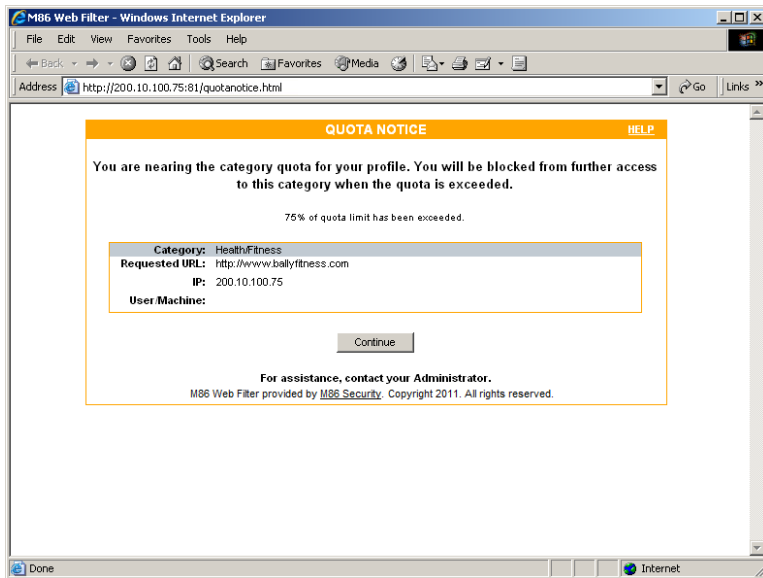 M86 Web Filter - Windows Internet Explorer
File Edit View Favorites Tools Help
Back Search Favorites Media
Address http://200.10.100.75:81/quotanotice.html Go Links »
QUOTA NOTICE HELP
You are nearing the category quota for your profile. You will be blocked from further access
to this category when the quota is exceeded.
75% of quota limit has been exceeded.
Category: Health/Fitness
Requested URL: http://www.ballyfitness.com
IP: 200.10.100.75
User/Machine:
Continue
For assistance, contact your Administrator.
M86 Web Filter provided by M86 Security. Copyright 2011. All rights reserved.
Done Internet